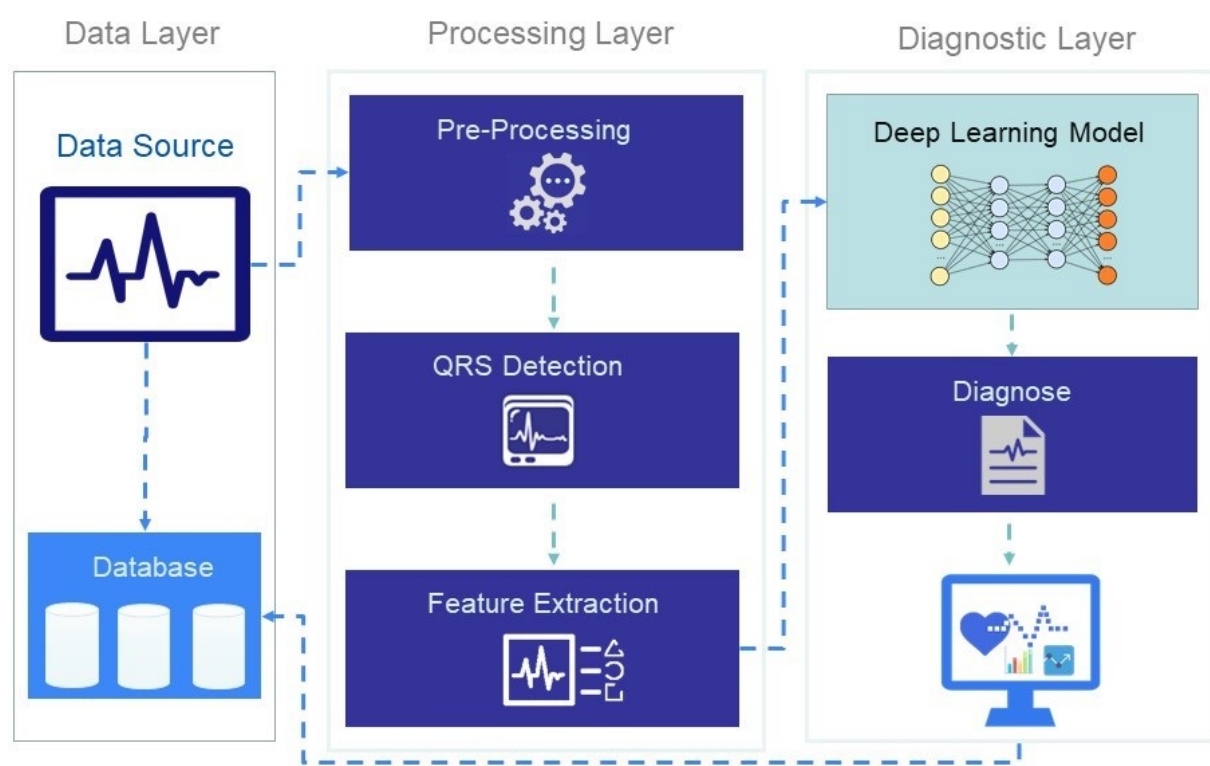 Data Layer
Processing Layer
Diagnostic Layer
Data Source
Database
Pre-Processing
QRS Detection
Feature Extraction
Deep Learning Model
Diagnose